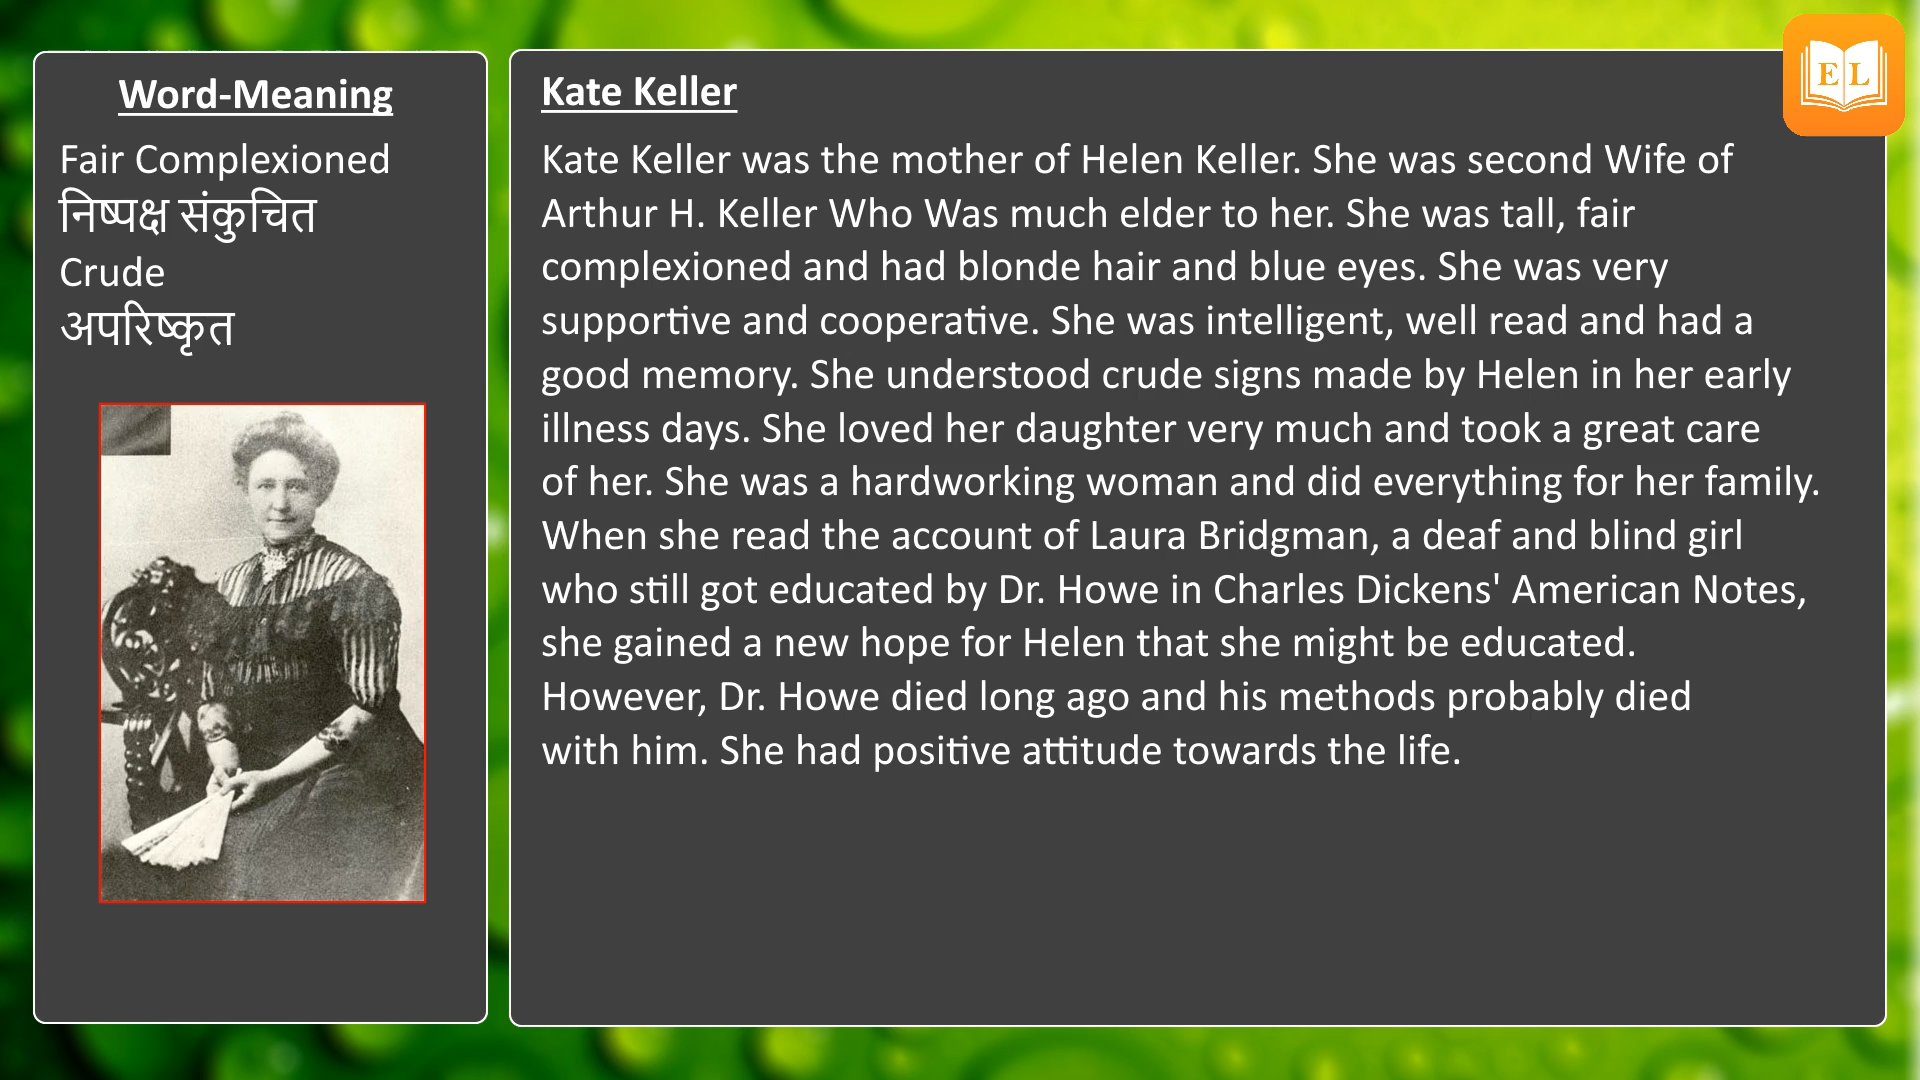 Word-Meaning
Fair Complexioned
निष्पक्ष संकुचित
Crude
अपरिष्कृत
Kate Keller
Kate Keller was the mother of Helen Keller. She was second Wife of
Arthur H. Keller Who Was much elder to her. She was tall, fair
complexioned and had blonde hair and blue eyes. She was very
supportive and cooperative. She was intelligent, well read and had a
good memory. She understood crude signs made by Helen in her early
illness days. She loved her daughter very much and took a great care
of her. She was a hardworking woman and did everything for her family.
When she read the account of Laura Bridgman, a deaf and blind girl
who still got educated by Dr. Howe in Charles Dickens' American Notes,
she gained a new hope for Helen that she might be educated.
However, Dr. Howe died long ago and his methods probably died
with him. She had positive attitude towards the life.
EL